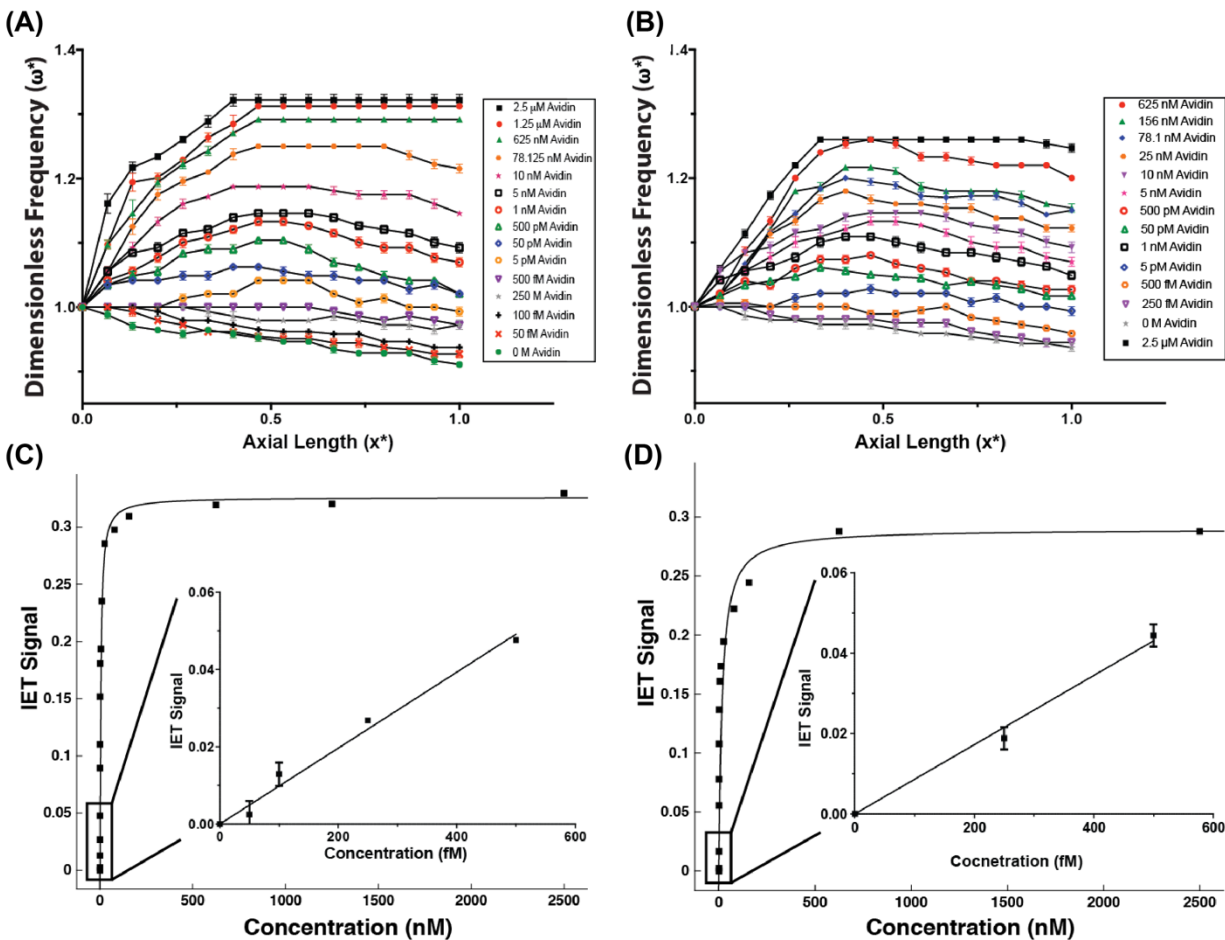 (A)
1.4
1.2
1.0
0.0
0.5
1.0
Dimensionless Frequency (ω*)
Axial Length (x*)
2.5 µM Avidin
1.25 µM Avidin
625 nM Avidin
78.125 nM Avidin
10 nM Avidin
5 nM Avidin
1 nM Avidin
500 pM Avidin
50 pM Avidin
5 pM Avidin
500 fM Avidin
250 M Avidin
100 fM Avidin
50 fM Avidin
0 M Avidin
(B)
1.4
1.2
1.0
0.0
0.5
1.0
Dimensionless Frequency (ω*)
Axial Length (x*)
625 nM Avidin
156 nM Avidin
78.1 nM Avidin
25 nM Avidin
10 nM Avidin
5 nM Avidin
500 pM Avidin
50 pM Avidin
1 nM Avidin
5 pM Avidin
500 fM Avidin
250 fM Avidin
0 M Avidin
2.5 µM Avidin
(C)
0.3
0.25
0.2
0.15
0.1
0.05
0
0
500
1000
1500
2000
2500
IET Signal
Concentration (nM)
0.06
0.04
0.02
0.00
0
200
400
600
IET Signal
Concentration (fM)
(D)
0.3
0.25
0.2
0.15
0.1
0.05
0
0
500
1000
1500
2000
2500
IET Signal
Concentration (nM)
0.06
0.04
0.02
0.00
0
200
400
600
IET Signal
Cocnetration (fM)